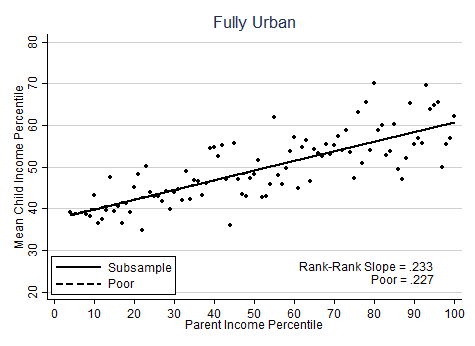 Fully Urban
Mean Child Income Percentile
80
70
60
50
40
30
20
Subsample
Poor
Rank-Rank Slope = .233
Poor = .227
0 10 20 30 40 50 60 70 80 90 100
Parent Income Percentile